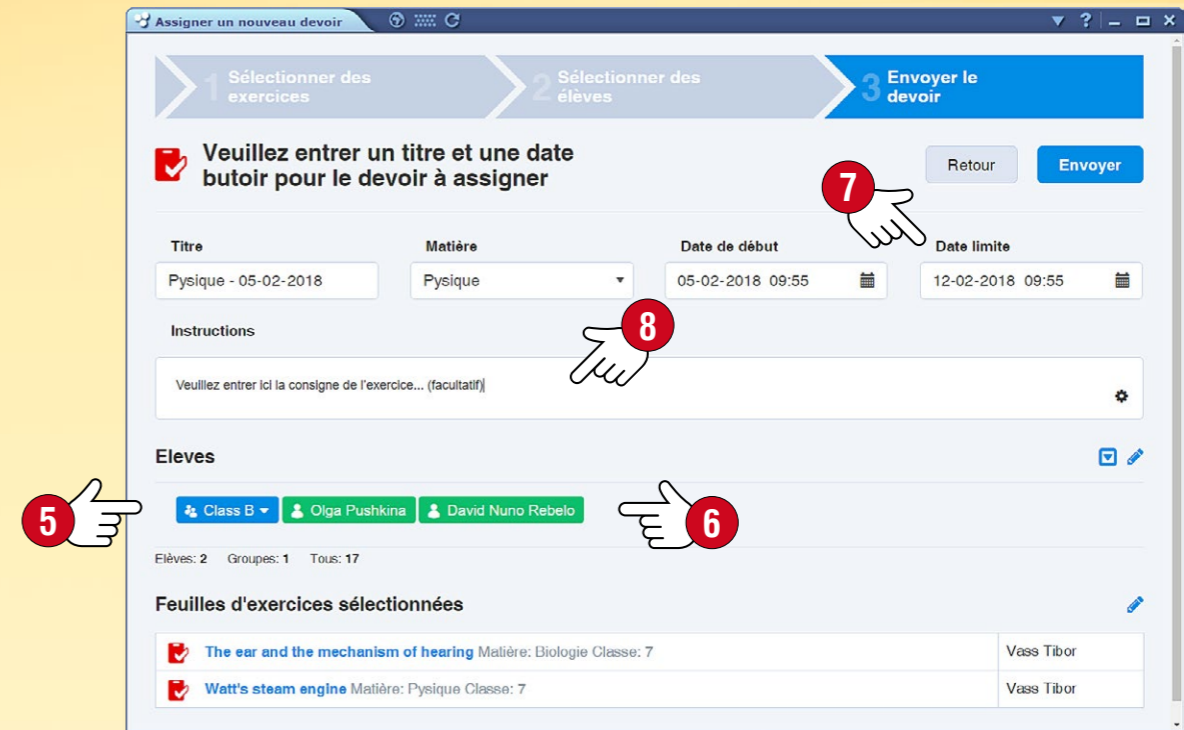 Assigner un nouveau devoir
?
1 Sélectionner des
exercices
2 Sélectionner des
élèves
3 Envoyer le
devoir
Veuillez entrer un titre et une date
butoir pour le devoir à assigner
Retour
Envoyer
7
Titre
Matière
Date de début
Date limite
Pysique - 05-02-2018
Pysique
05-02-2018 09:55
12-02-2018 09:55
8
Instructions
Veuillez entrer ici la consigne de l'exercice... (facultatif)
Eleves
5
Class B
Olga Pushkina
David Nuno Rebelo
6
Elèves: 2 Groupes: 1 Tous: 17
Feuilles d'exercices sélectionnées
The ear and the mechanism of hearing Matière: Biologie Classe: 7
Vass Tibor
Watt's steam engine Matière: Pysique Classe: 7
Vass Tibor